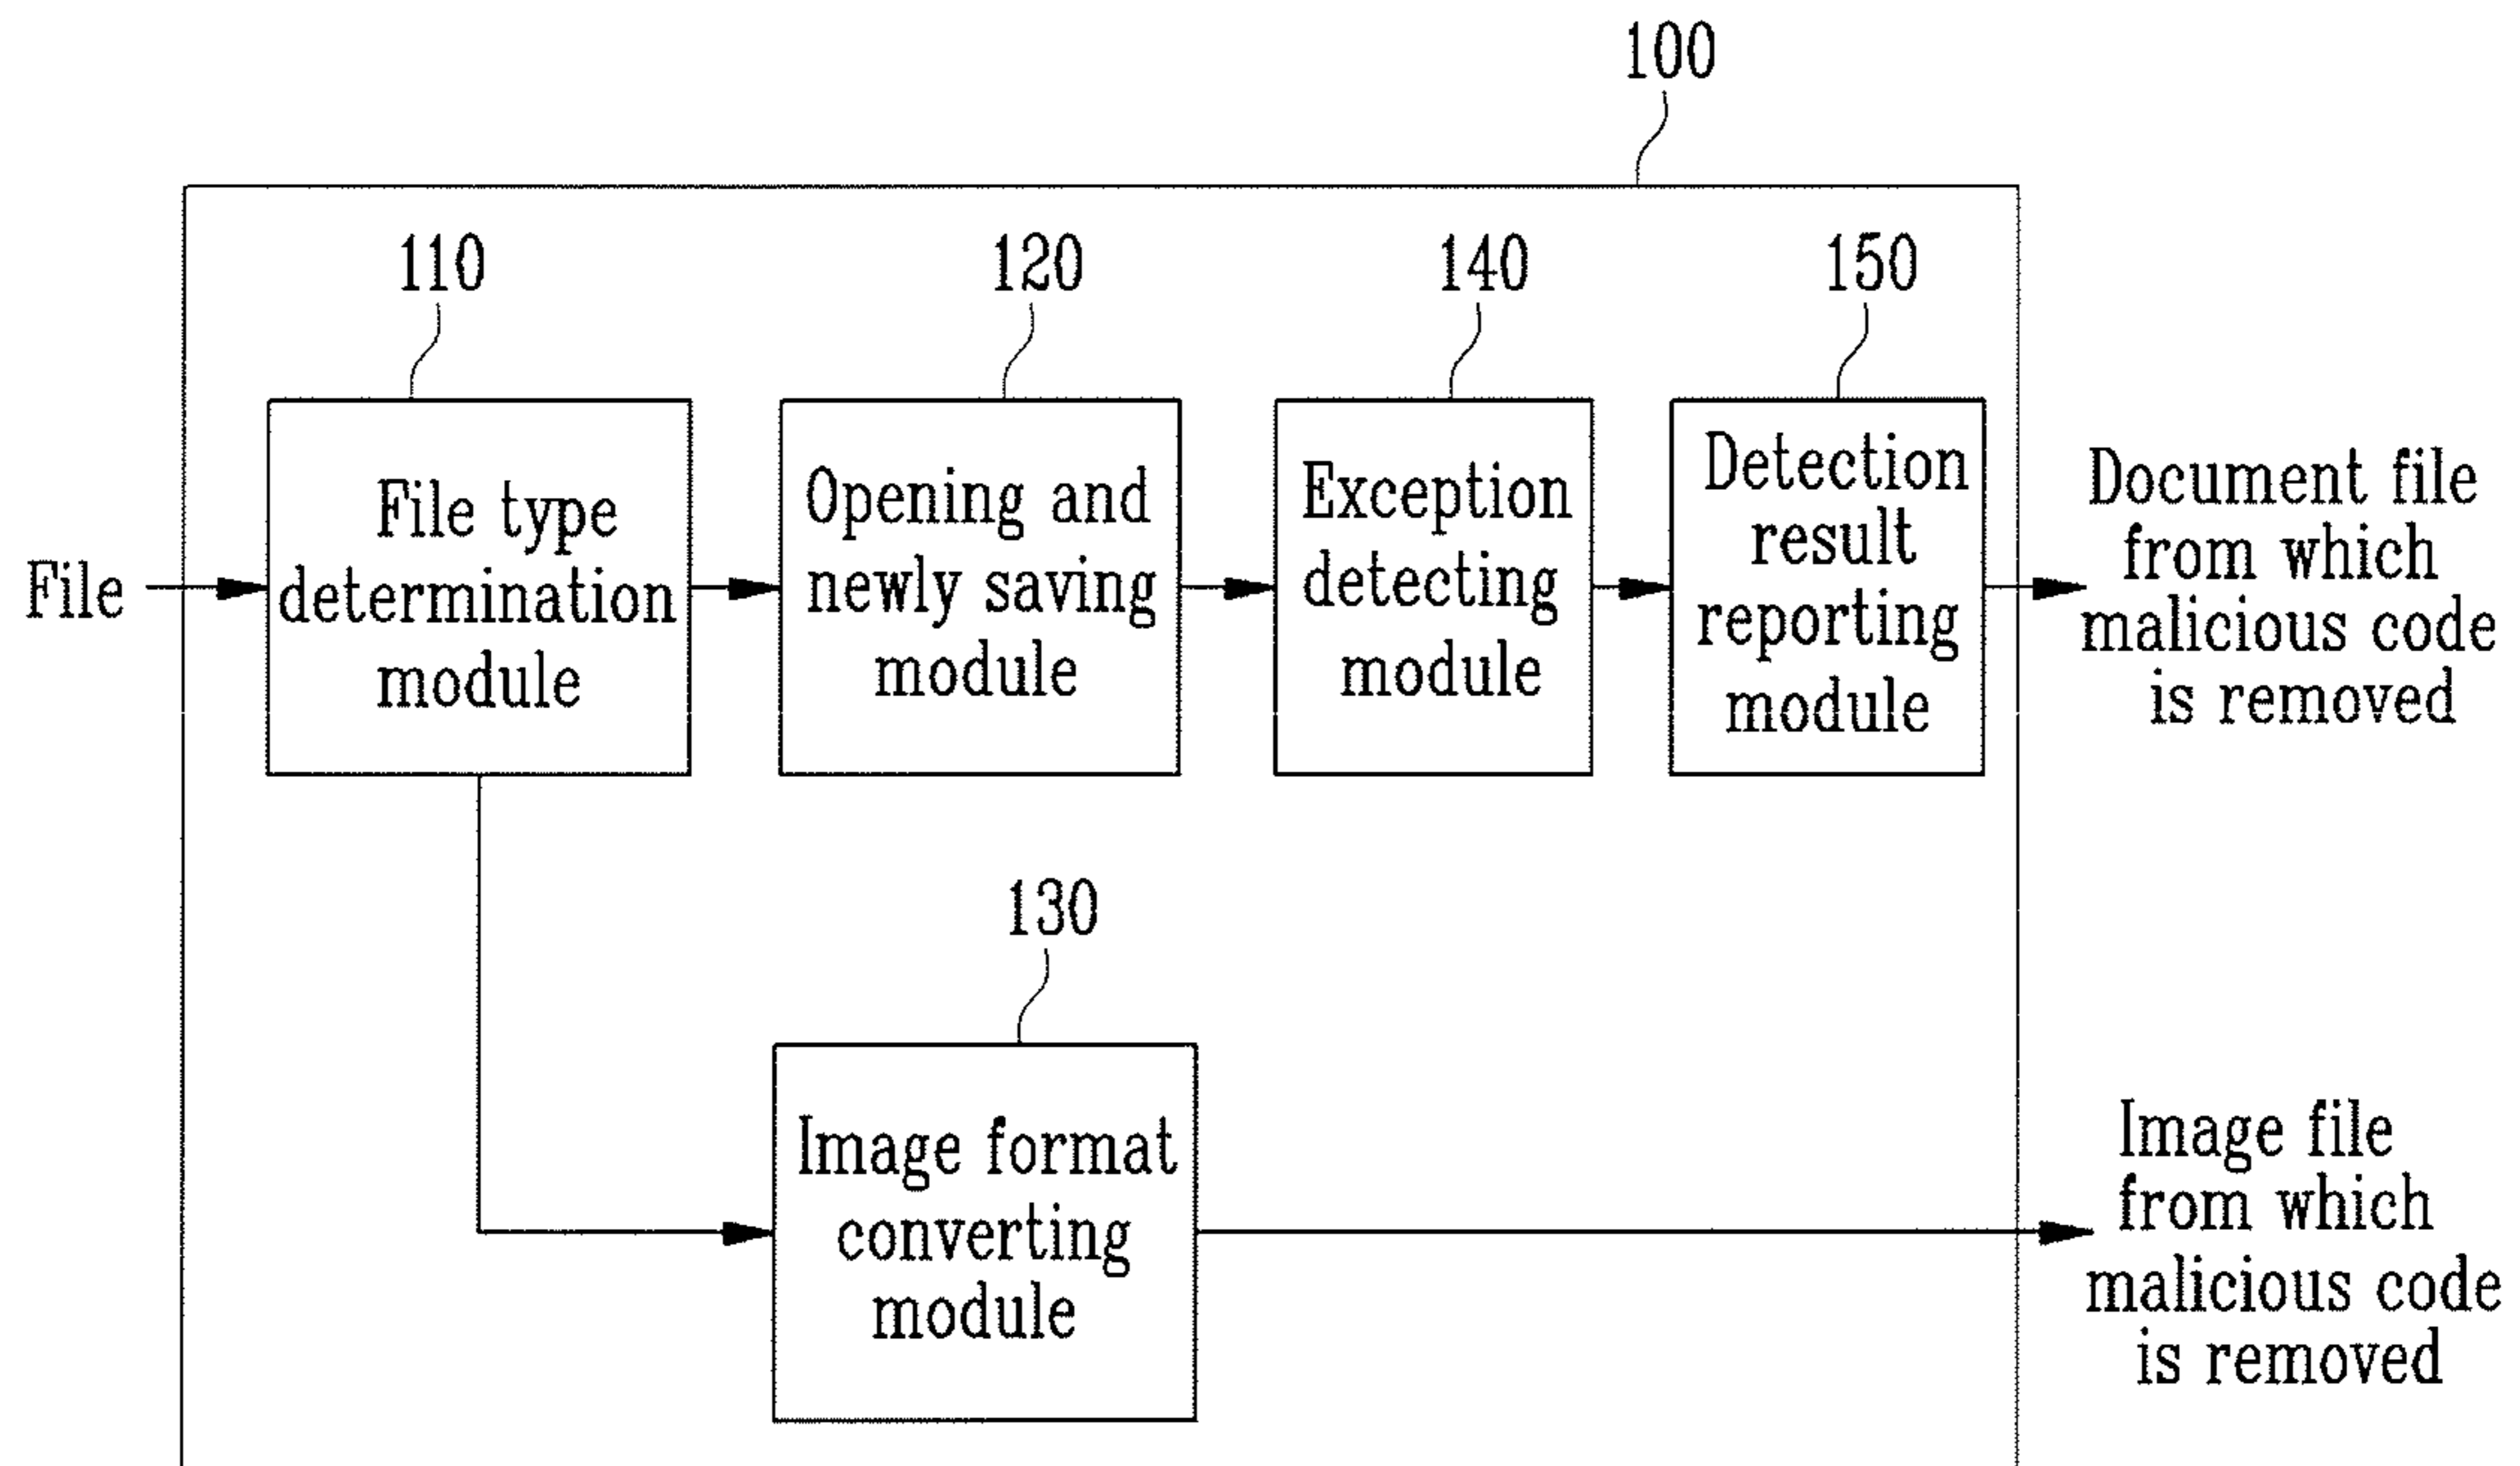 100
110
120
140
150
File
File type
determination
module
Opening and
newly saving
module
Exception
detecting
module
Detection
result
reporting
module
Document file
from which
malicious code
is removed
130
Image format
converting
module
Image file
from which
malicious code
is removed